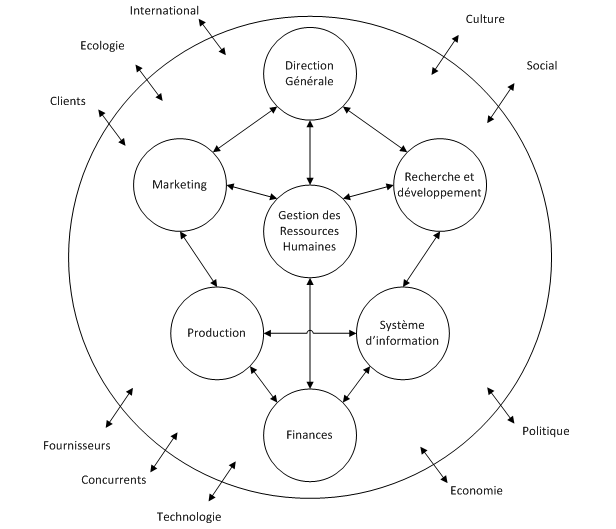 International
Culture
Ecologie
Social
Clients
Direction
Générale
Marketing
Recherche et
développement
Gestion des
Ressources
Humaines
Production
Système
d'information
Finances
Fournisseurs
Politique
Concurrents
Economie
Technologie